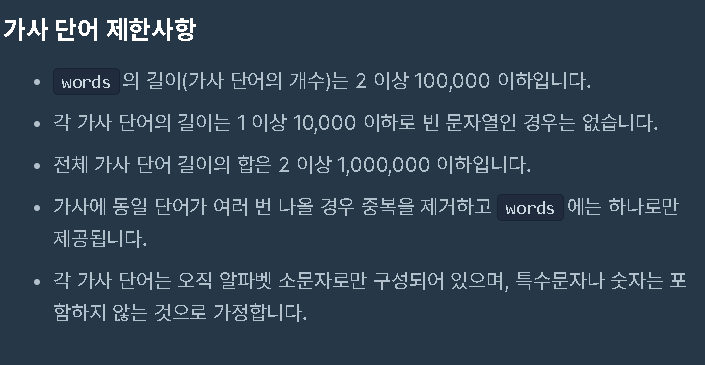 가사 단어 제한사항
• words 의 길이(가사 단어의 개수)는 2 이상 100,000 이하입니다.
• 각 가사 단어의 길이는 1 이상 10,000 이하로 빈 문자열인 경우는 없습니다.
• 전체 가사 단어 길이의 합은 2 이상 1,000,000 이하입니다.
• 가사에 동일 단어가 여러 번 나올 경우 중복을 제거하고 words 에는 하나로만
제공됩니다.
• 각 가사 단어는 오직 알파벳 소문자로만 구성되어 있으며, 특수문자나 숫자는 포
함하지 않는 것으로 가정합니다.